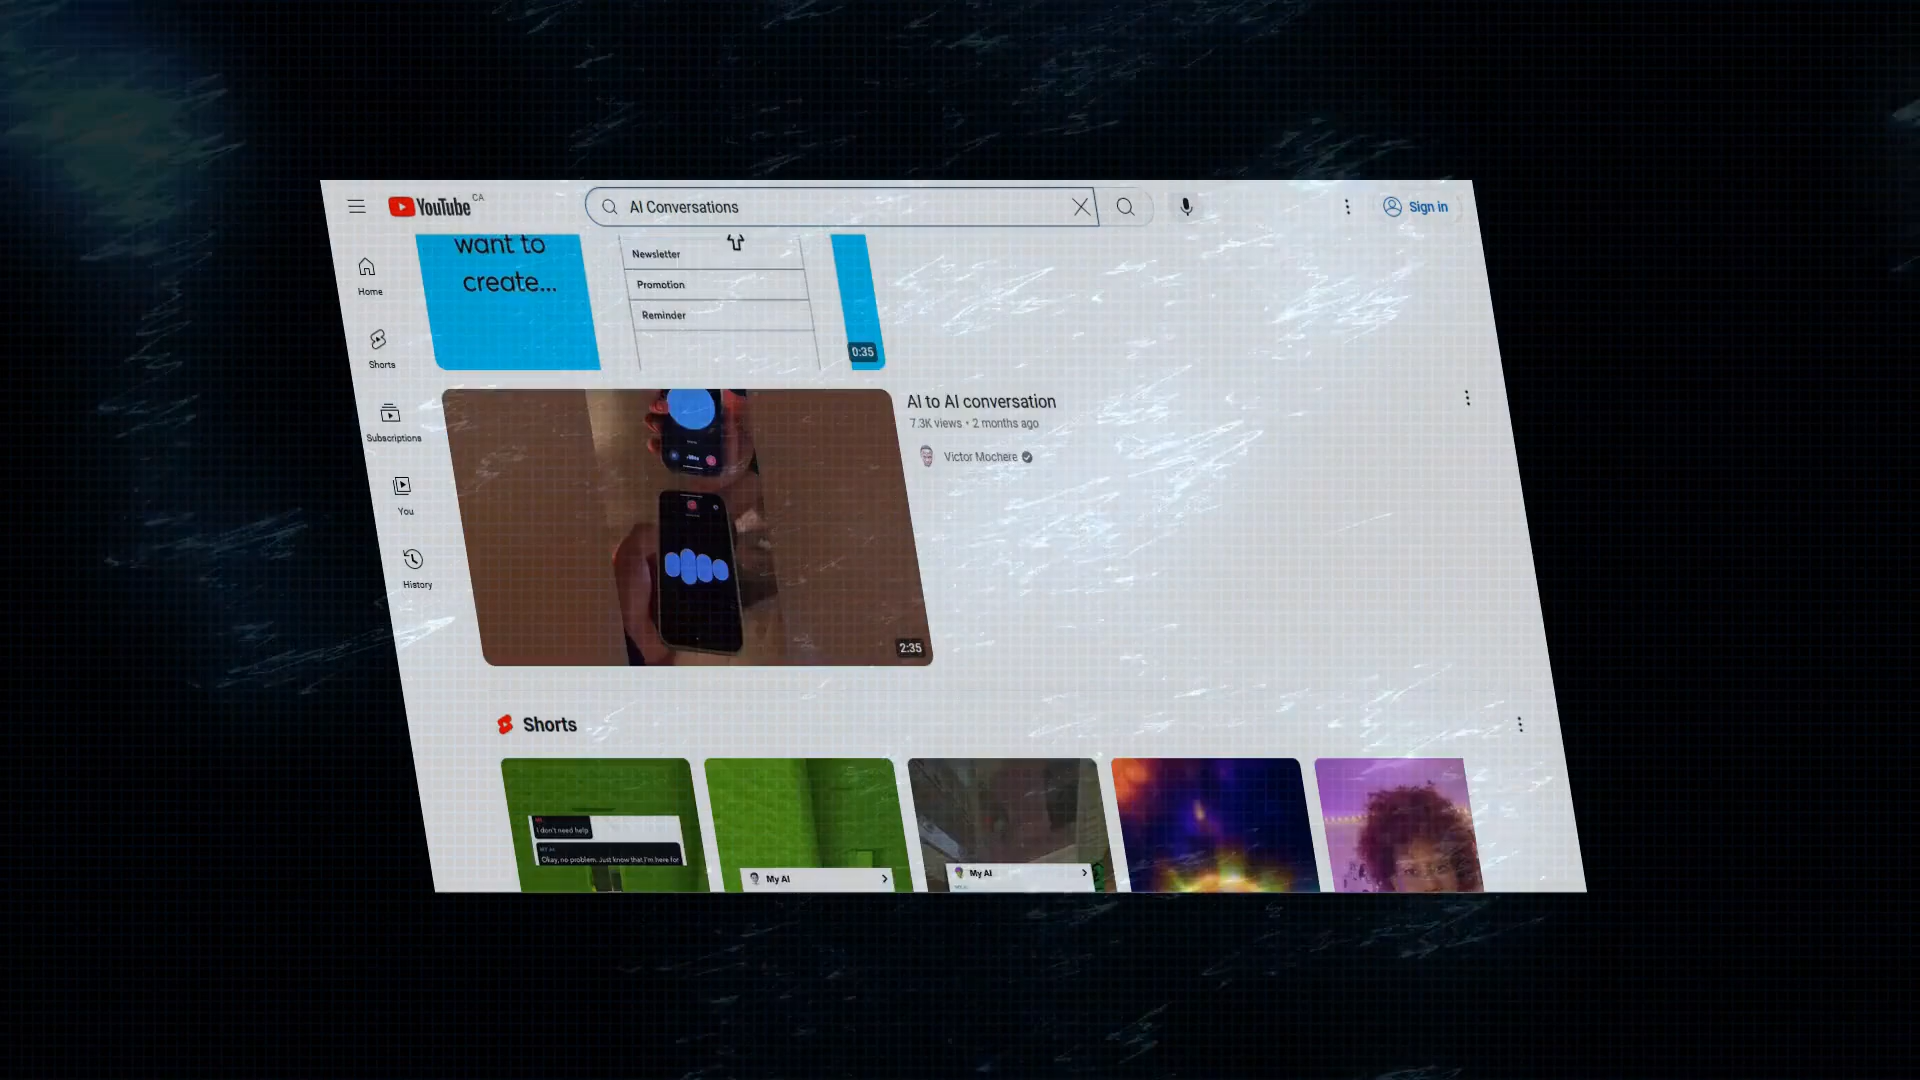 YouTube CA
AI Conversations
Sign in
Home
Shorts
Subscriptions
You
History
want to
create...
Newsletter
Promotion
Reminder
0:35
AI to AI conversation
7.3K views • 2 months ago
Victor Mochere
2:35
Shorts
I don't need help
MY AI
Okay, no problem. Just know that I'm here for
My AI
My AI